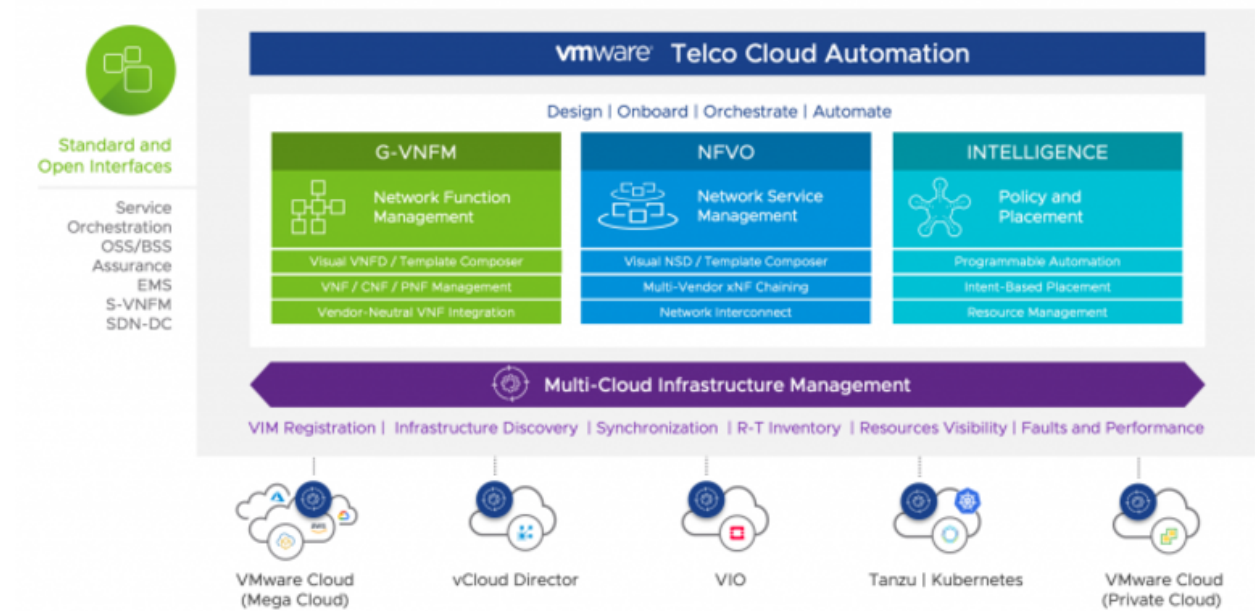 vmware Telco Cloud Automation
Design | Onboard | Orchestrate | Automate
Standard and
Open Interfaces
Service
Orchestration
OSS/BSS
Assurance
EMS
S-VNFM
SDN-DC
G-VNFM
Network Function
Management
Visual VNFD / Template Composer
VNF / CNF / PNF Management
Vendor-Neutral VNF Integration
NFVO
Network Service
Management
Visual NSD / Template Composer
Multi-Vendor xNF Chaining
Network Interconnect
INTELLIGENCE
Policy and
Placement
Programmable Automation
Intent-Based Placement
Resource Management
Multi-Cloud Infrastructure Management
VIM Registration | Infrastructure Discovery | Synchronization | R-T Inventory | Resources Visibility | Faults and Performance
aws
VMware Cloud
(Mega Cloud)
vCloud Director
VIO
Tanzu | Kubernetes
VMware Cloud
(Private Cloud)